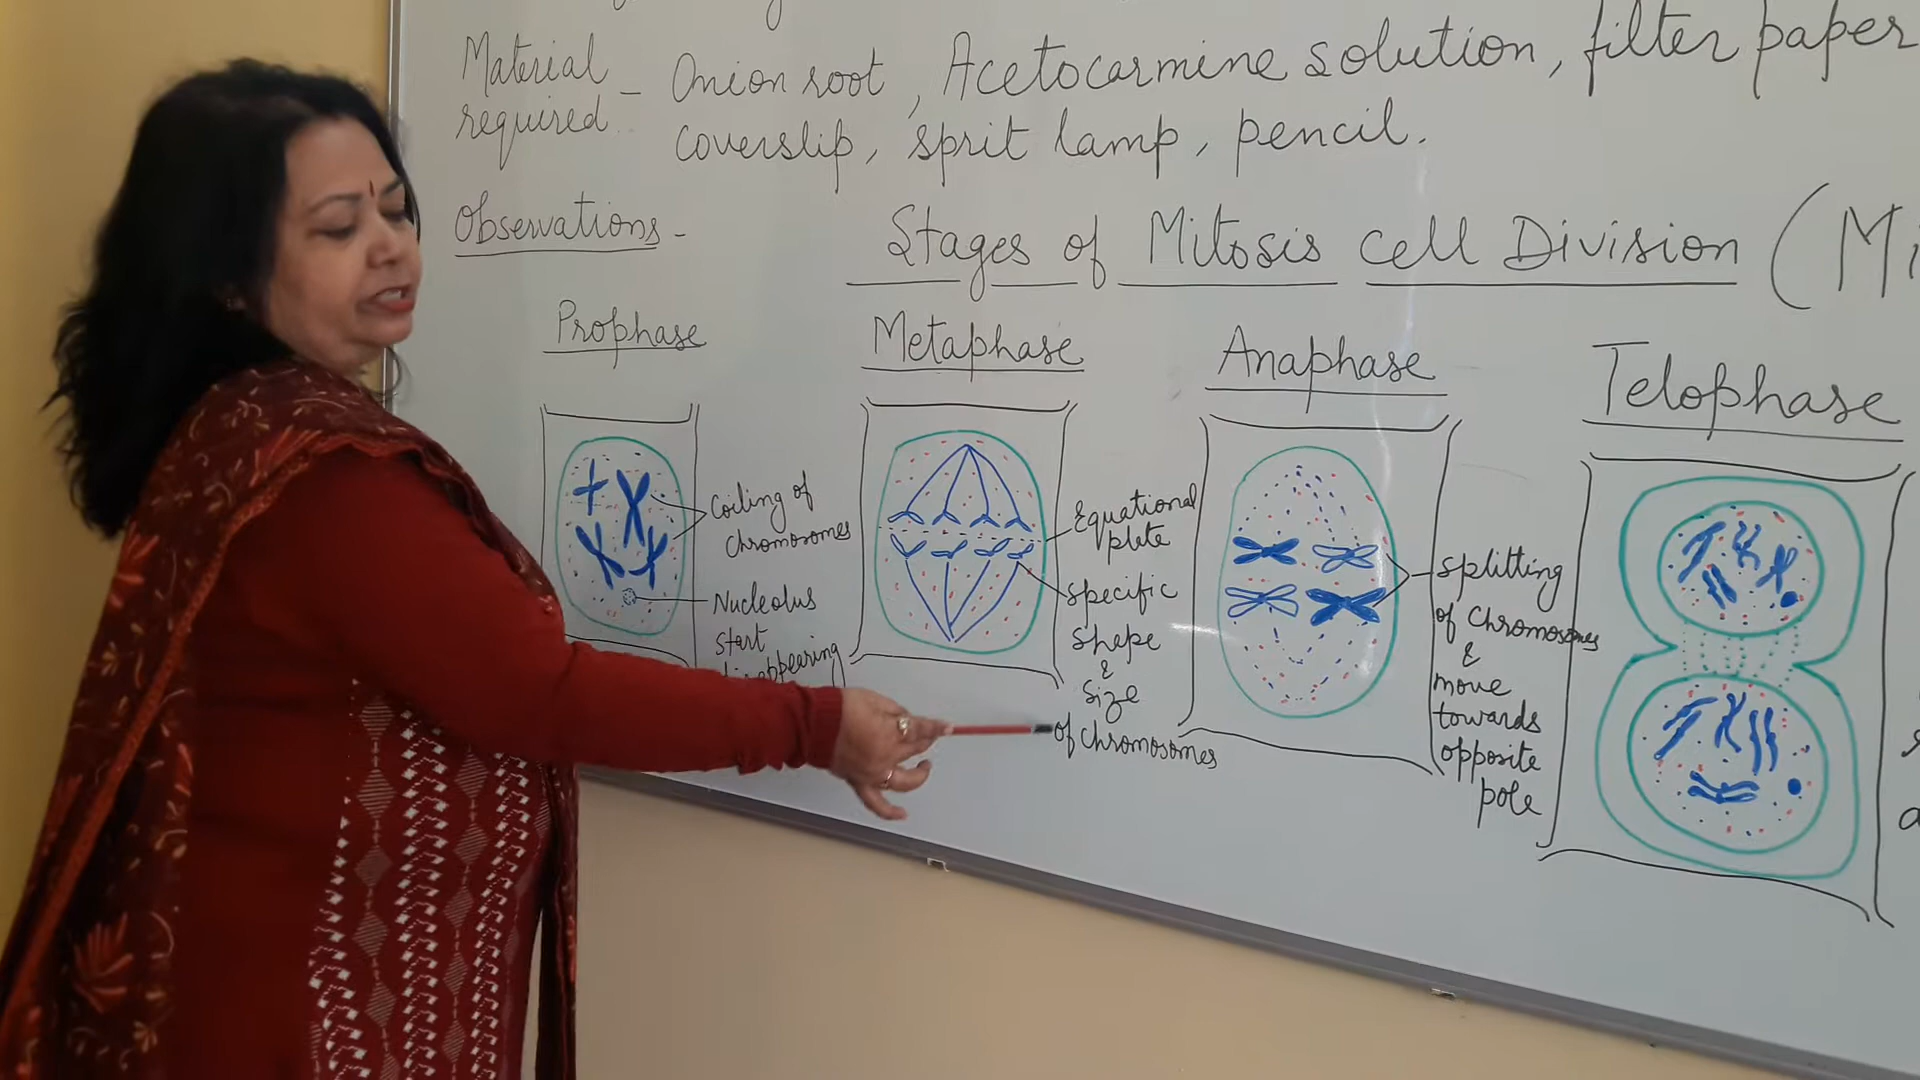 Material required - Onion root, Acetocarmine solution, filter paper
coverslip, sprit lamp, pencil.
Observations -
Stages of Mitosis cell Division (Mi
Prophase
Metaphase
Anaphase
Telophase
Coiling of
chromosomes
Nucleolus
start
Equational
plete
specific
shape
&
size
of chromosomes
splitting
of chromosomes
&
move
towards
opposite
pole